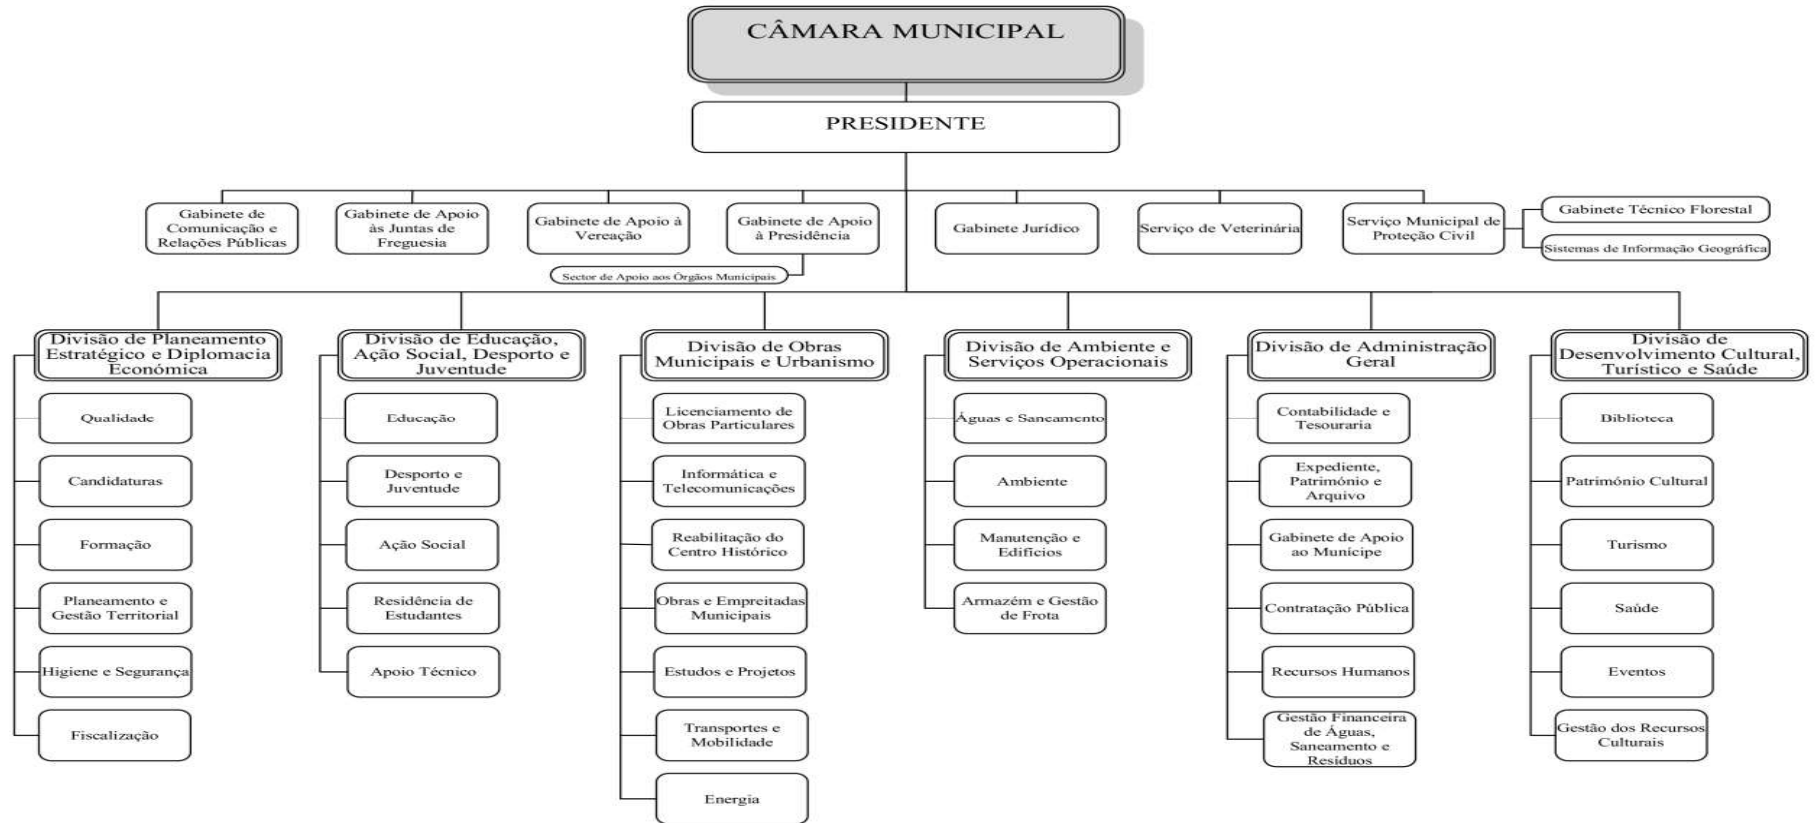 CÂMARA MUNICIPAL
PRESIDENTE
Gabinete de
Comunicação e
Relações Públicas
Gabinete de Apoio
às Juntas de
Freguesia
Gabinete de Apoio à
Vereação
Gabinete de Apoio
à Presidência
Gabinete Jurídico
Serviço de Veterinária
Serviço Municipal de
Proteção Civil
Gabinete Técnico Florestal
Sistemas de Informação Geográfica
Sector de Apoio aos Órgãos Municipais
Divisão de Planeamento
Estratégico e Diplomacia
Económica
Qualidade
Candidaturas
Formação
Planeamento e
Gestão Territorial
Higiene e Segurança
Fiscalização
Divisão de Educação,
Ação Social, Desporto e
Juventude
Educação
Desporto e
Juventude
Ação Social
Residência de
Estudantes
Apoio Técnico
Divisão de Obras
Municipais e Urbanismo
Licenciamento de
Obras Particulares
Informática e
Telecomunicações
Reabilitação do
Centro Histórico
Obras e Empreitadas
Municipais
Estudos e Projetos
Transportes e
Mobilidade
Energia
Divisão de Ambiente e
Serviços Operacionais
Águas e Saneamento
Ambiente
Manutenção e
Edifícios
Armazém e Gestão
de Frota
Divisão de Administração
Geral
Contabilidade e
Tesouraria
Expediente,
Património e
Arquivo
Gabinete de Apoio
ao Munícipe
Contratação Pública
Recursos Humanos
Gestão Financeira
de Águas,
Saneamento e
Resíduos
Divisão de
Desenvolvimento Cultural,
Turístico e Saúde
Biblioteca
Património Cultural
Turismo
Saúde
Eventos
Gestão dos Recursos
Culturais